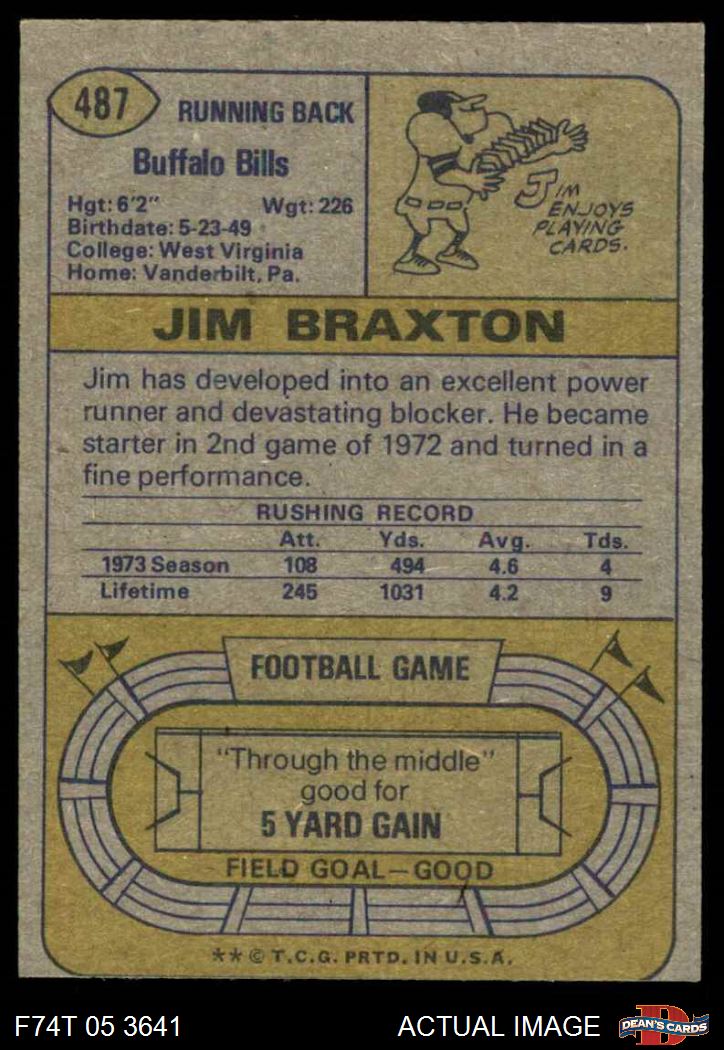 487
RUNNING BACK
Buffalo Bills
Hgt: 6'2" Wgt: 226
Birthdate: 5-23-49
College: West Virginia
Home: Vanderbilt, Pa.
JIM
ENJOYS
PLAYING
CARDS.
JIM BRAXTON
Jim has developed into an excellent power
runner and devastating blocker. He became
starter in 2nd game of 1972 and turned in a
fine performance.
RUSHING RECORD
Att. Yds. Avg. Tds.
1973 Season 108 494 4.6 4
Lifetime 245 1031 4.2 9
FOOTBALL GAME
"Through the middle"
good for
5 YARD GAIN
FIELD GOAL—GOOD
** © T.C.G. PRTD. IN U.S.A.
F74T 05 3641 ACTUAL IMAGE
D
DEAN'S CARDS